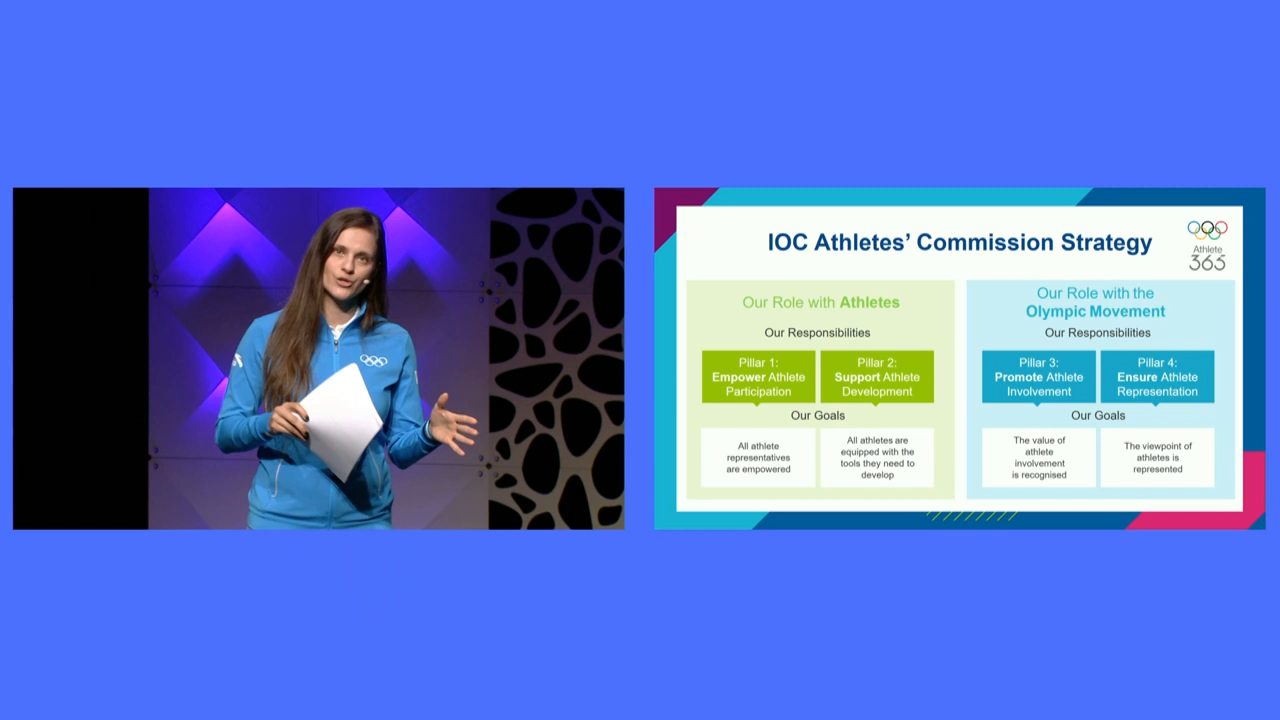 IOC Athletes' Commission Strategy
Athlete
365
Our Role with Athletes
Our Responsibilities
Pillar 1:
Empower Athlete
Participation
Pillar 2:
Support Athlete
Development
Our Goals
All athlete
representatives
are empowered
All athletes are
equipped with the
tools they need to
develop
Our Role with the
Olympic Movement
Our Responsibilities
Pillar 3:
Promote Athlete
Involvement
Pillar 4:
Ensure Athlete
Representation
Our Goals
The value of
athlete
involvement
is recognised
The viewpoint of
athletes is
represented